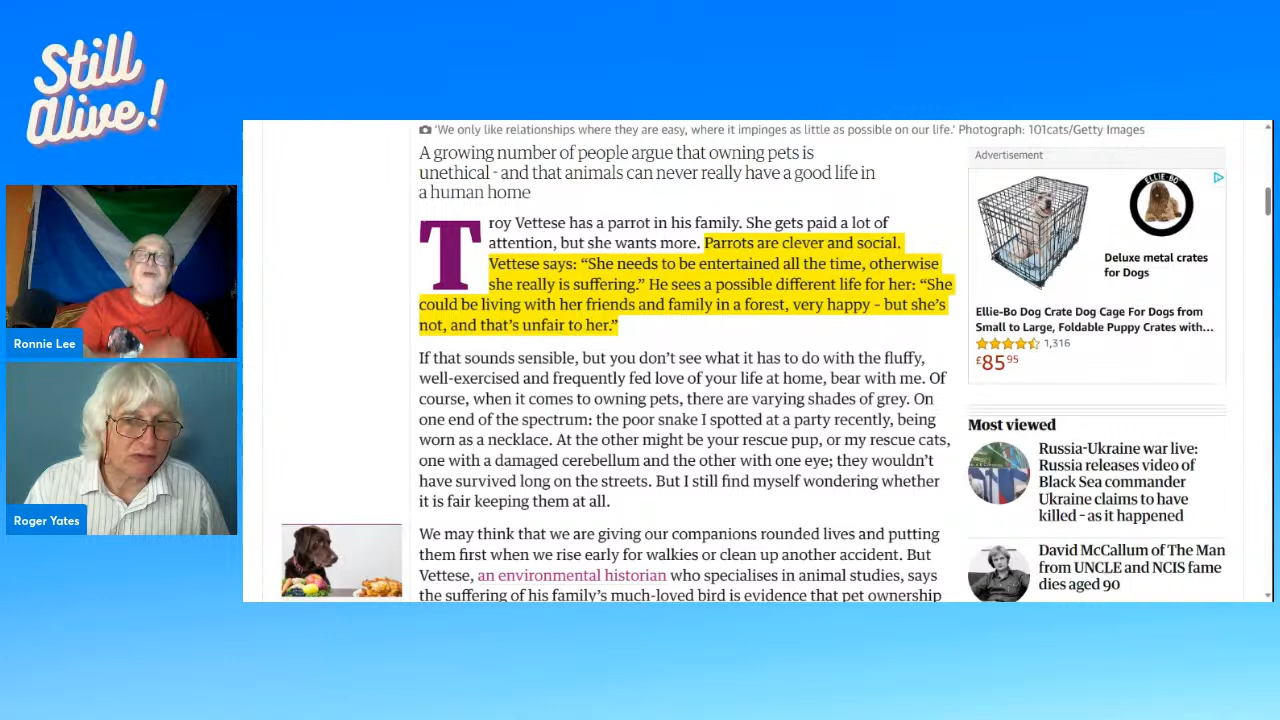 Still
Alive!
Ronnie Lee
Roger Yates
'We only like relationships where they are easy, where it impinges as little as possible on our life.' Photograph: 101cats/Getty Images
A growing number of people argue that owning pets is
unethical - and that animals can never really have a good life in
a human home
Troy Vettese has a parrot in his family. She gets paid a lot of
attention, but she wants more. Parrots are clever and social.
Vettese says: “She needs to be entertained all the time, otherwise
she really is suffering.” He sees a possible different life for her: “She
could be living with her friends and family in a forest, very happy – but she’s
not, and that’s unfair to her.”
If that sounds sensible, but you don’t see what it has to do with the fluffy,
well-exercised and frequently fed love of your life at home, bear with me. Of
course, when it comes to owning pets, there are varying shades of grey. On
one end of the spectrum: the poor snake I spotted at a party recently, being
worn as a necklace. At the other might be your rescue pup, or my rescue cats,
one with a damaged cerebellum and the other with one eye; they wouldn’t
have survived long on the streets. But I still find myself wondering whether
it is fair keeping them at all.
We may think that we are giving our companions rounded lives and putting
them first when we rise early for walkies or clean up another accident. But
Vettese, an environmental historian who specialises in animal studies, says
the suffering of his family’s much-loved bird is evidence that pet ownership
Advertisement
ELLIE-BO
Deluxe metal crates
for Dogs
Ellie-Bo Dog Crate Dog Cage For Dogs from
Small to Large, Foldable Puppy Crates with...
1,316
£85 95
Most viewed
Russia-Ukraine war live:
Russia releases video of
Black Sea commander
Ukraine claims to have
killed – as it happened
David McCallum of The Man
from UNCLE and NCIS fame
dies aged 90